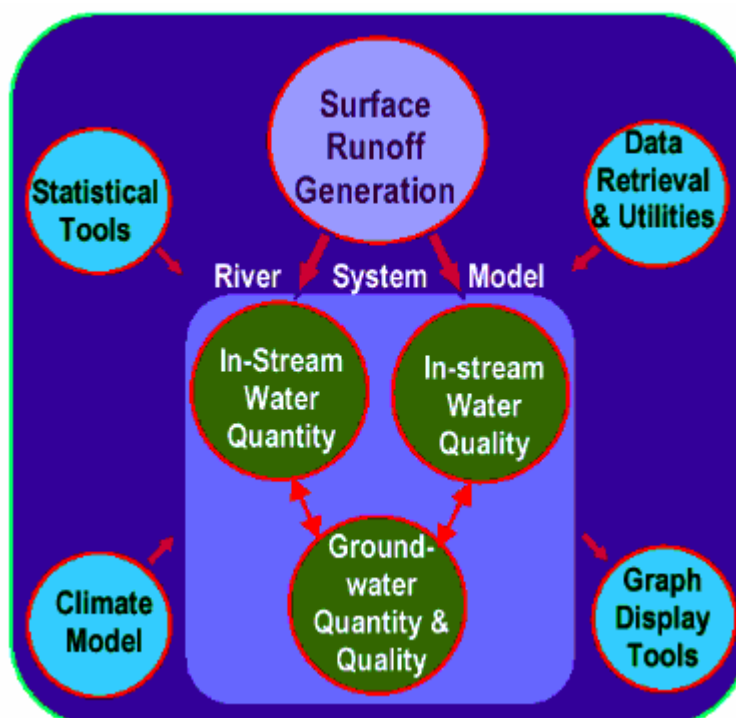 Surface
Runoff
Generation
Statistical
Tools
Data
Retrieval
& Utilities
River System Model
In-Stream
Water
Quantity
In-stream
Water
Quality
Ground-
water
Quantity &
Quality
Climate
Model
Graph
Display
Tools